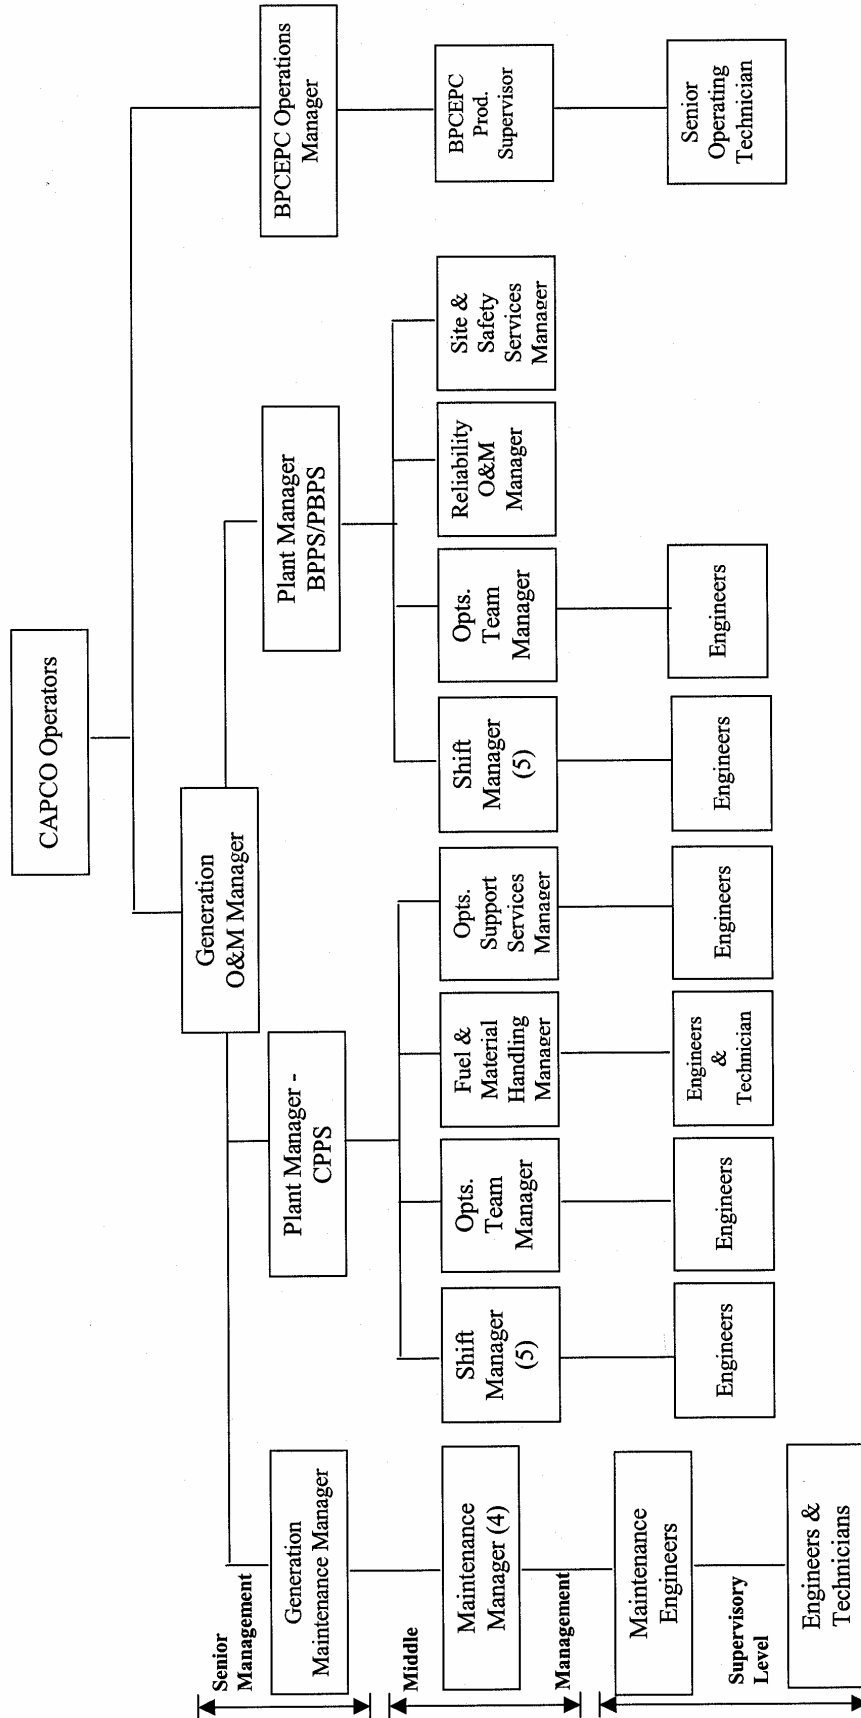 CAPCO Operators
Generation
O&M Manager
BPCEPC Operations
Manager
Senior
Management
Generation
Maintenance Manager
Plant Manager -
CPPS
Plant Manager
BPPS/PBPS
Middle
Management
Maintenance
Manager (4)
Shift
Manager
(5)
Opts.
Team
Manager
Fuel &
Material
Handling
Manager
Opts.
Support
Services
Manager
Shift
Manager
(5)
Opts.
Team
Manager
Reliability
O&M
Manager
Site &
Safety
Services
Manager
BPCEPC
Prod.
Supervisor
Supervisory
Level
Maintenance
Engineers
Engineers
Engineers
Engineers
&
Technician
Engineers
Engineers
Engineers
Senior
Operating
Technician
Engineers &
Technicians